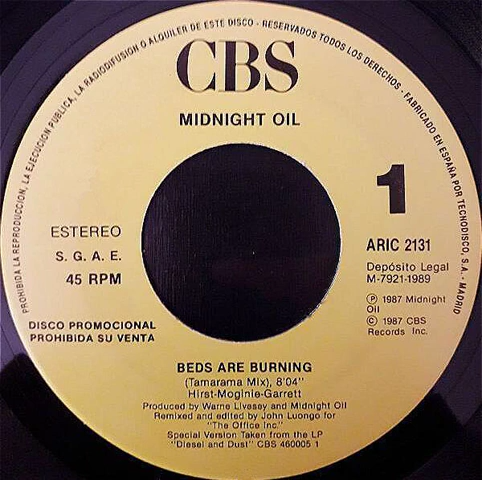 PROHIBIDA LA REPRODUCCION, LA EJECUCION PUBLICA, LA RADIODIFUSION O ALQUILER DE ESTE DISCO - RESERVADOS TODOS LOS DERECHOS - FABRICADO EN ESPAÑA POR TECNODISCO, S.A. - MADRID
CBS
MIDNIGHT OIL
1
ESTEREO
S. G. A. E.
45 RPM
ARIC 2131
Depósito Legal
M-7921-1989
Ⓟ 1987 Midnight
Oil
© 1987 CBS
Records Inc.
DISCO PROMOCIONAL
PROHIBIDA SU VENTA
BEDS ARE BURNING
(Tamarama Mix), 8'04"
Hirst-Moginie-Garrett
Produced by Warne Livesey and Midnight Oil
Remixed and edited by John Luongo for
"The Office Inc."
Special Version Taken from the LP
"Diesel and Dust" CBS 460005 1